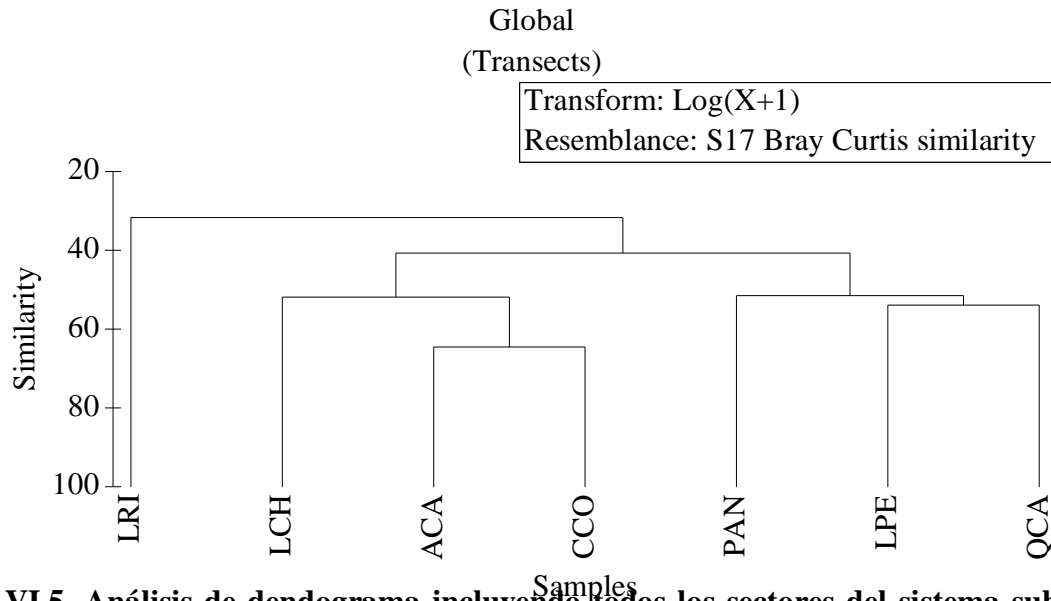 Global
(Transects)
Transform: Log(X+1)
Resemblance: S17 Bray Curtis similarity
20
40
60
80
100
Similarity
LRI
LCH
ACA
CCO
PAN
LPE
QCA
Samples
VI.5. Análisis de dendograma incluyendo todos los sectores del sistema sub